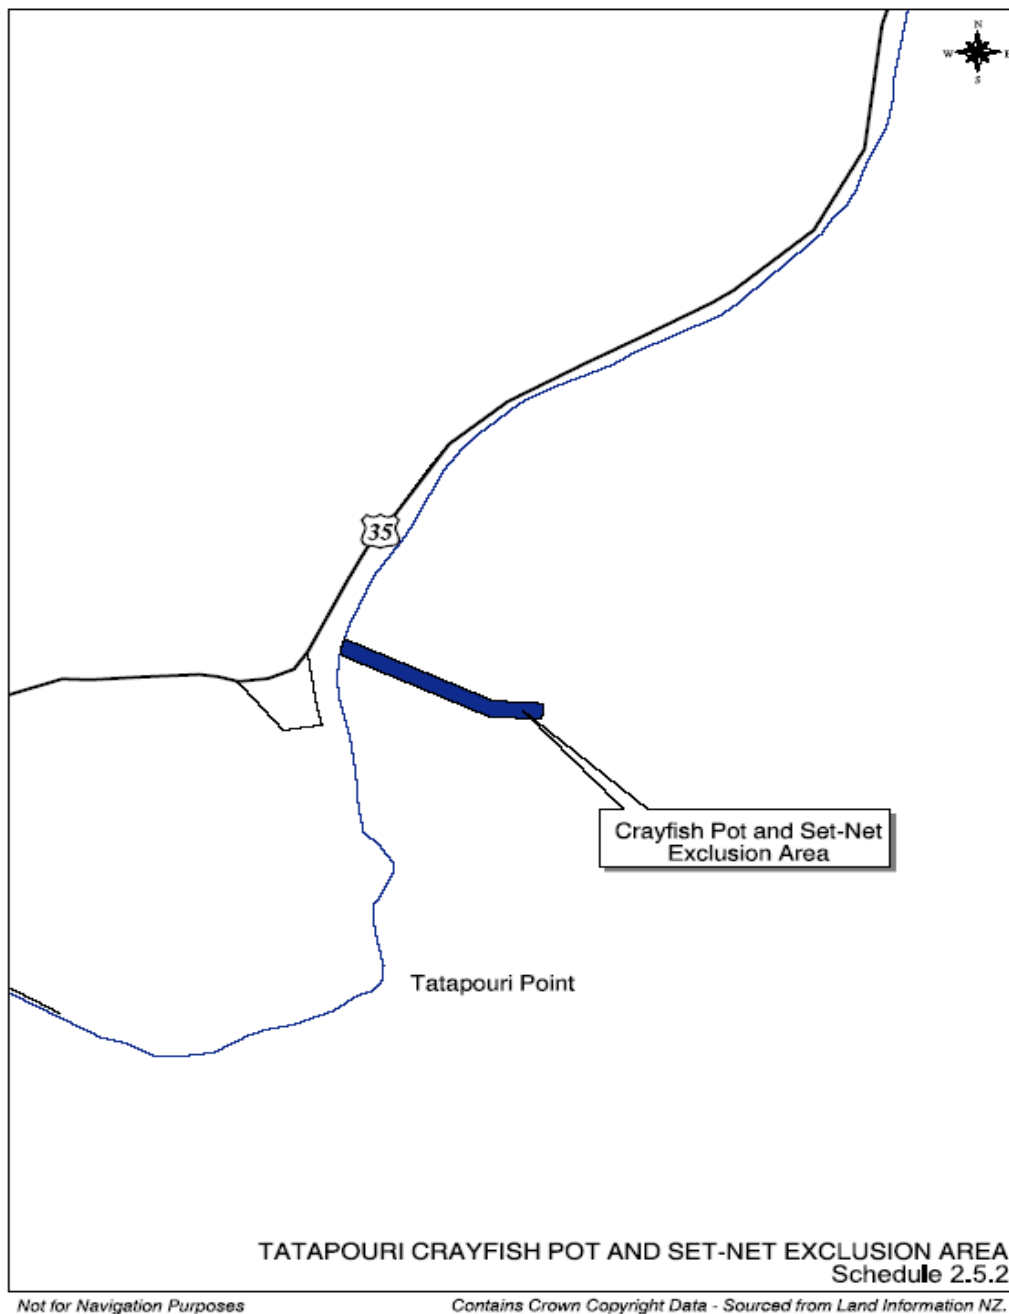 N
W E
S
35
Crayfish Pot and Set-Net
Exclusion Area
Tatapouri Point
TATAPOURI CRAYFISH POT AND SET-NET EXCLUSION AREA
Schedule 2.5.2
Not for Navigation Purposes Contains Crown Copyright Data - Sourced from Land Information NZ.